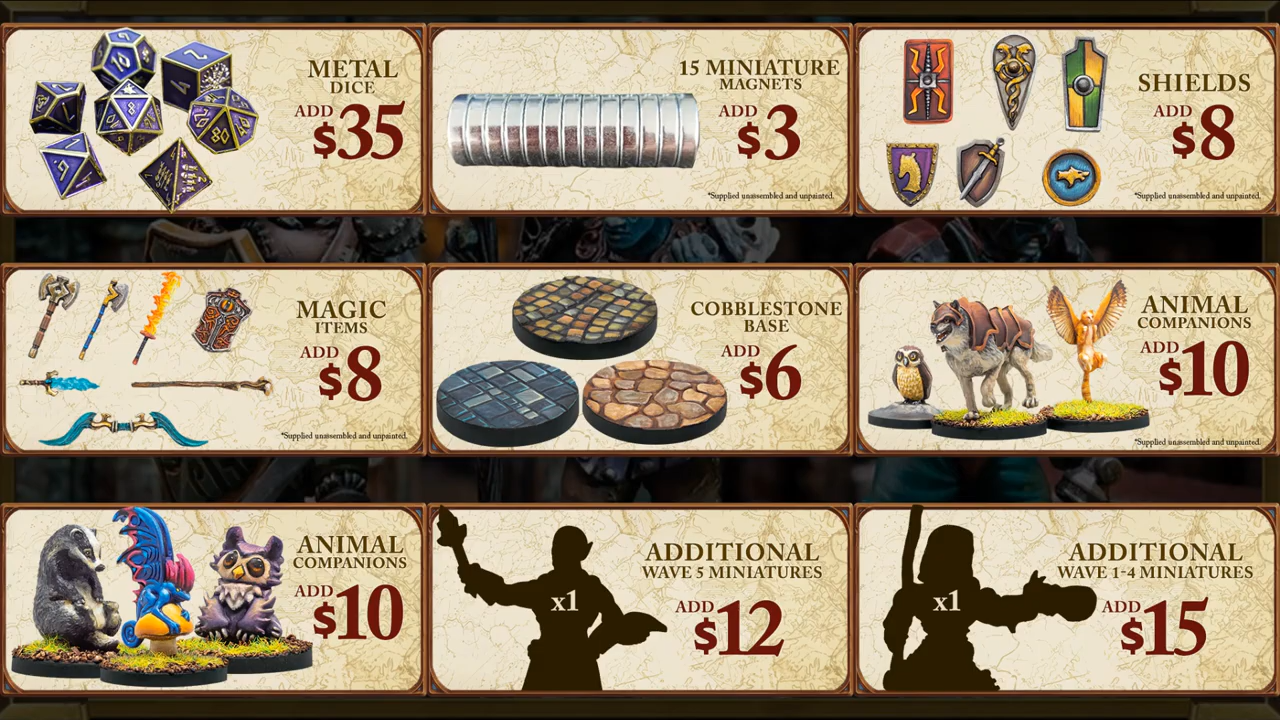 METAL
DICE
ADD
$35
15 MINIATURE
MAGNETS
ADD
$3
*Supplied unassembled and unpainted.
SHIELDS
ADD
$8
*Supplied unassembled and unpainted.
MAGIC
ITEMS
ADD
$8
*Supplied unassembled and unpainted.
COBBLESTONE
BASE
ADD
$6
ANIMAL
COMPANIONS
ADD
$10
*Supplied unassembled and unpainted.
ANIMAL
COMPANIONS
ADD
$10
x1
ADDITIONAL
WAVE 5 MINIATURES
ADD
$12
x1
ADDITIONAL
WAVE 1-4 MINIATURES
ADD
$15